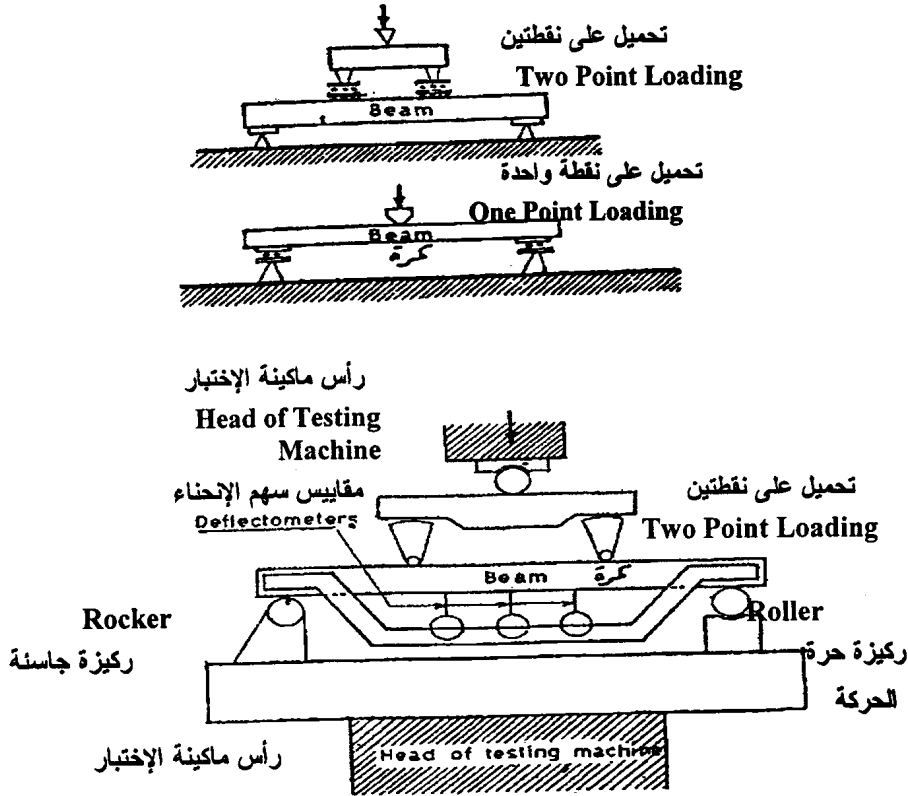 تحميل على نقطتين
Two Point Loading
Beam
تحميل على نقطة واحدة
One Point Loading
Beam
كمرة
رأس ماكينة الإختبار
Head of Testing
Machine
مقاييس سهم الإنحناء
Deflectometers
تحميل على نقطتين
Two Point Loading
Beam
كمرة
Rocker
ركيزة جاسئة
Roller
ركيزة حرة
الحركة
رأس ماكينة الإختبار
Head of testing machine